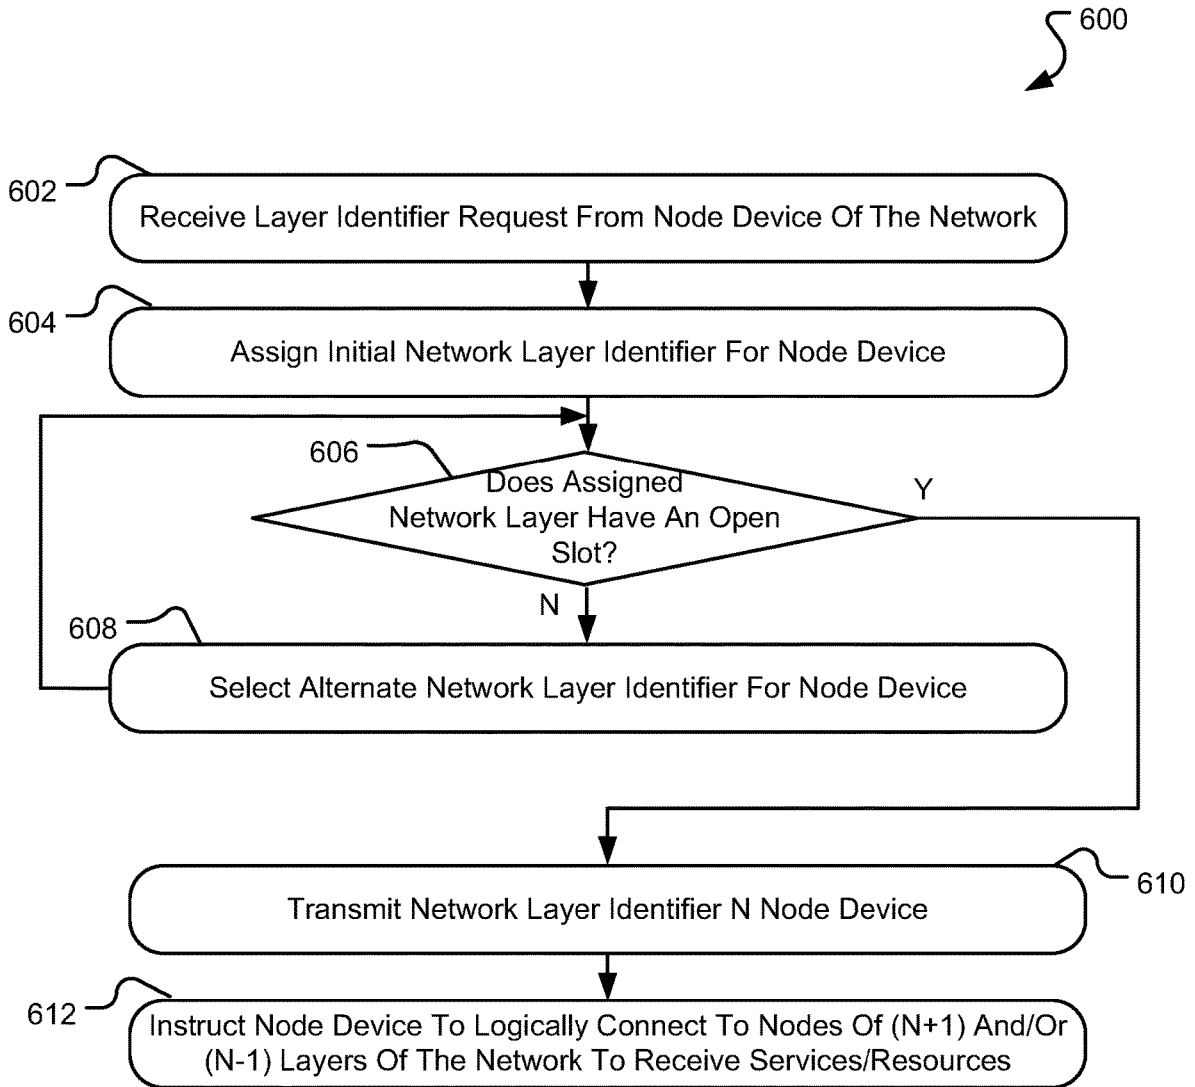 600
602
Receive Layer Identifier Request From Node Device Of The Network
604
Assign Initial Network Layer Identifier For Node Device
606
Does Assigned
Network Layer Have An Open
Slot?
Y
N
608
Select Alternate Network Layer Identifier For Node Device
610
Transmit Network Layer Identifier N Node Device
612
Instruct Node Device To Logically Connect To Nodes Of (N+1) And/Or
(N-1) Layers Of The Network To Receive Services/Resources